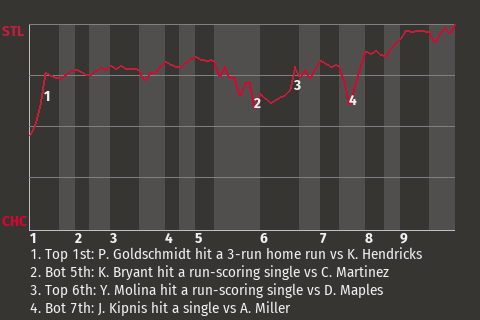 STL
1
2
3
4
CHC
1 2 3 4 5 6 7 8 9
1. Top 1st: P. Goldschmidt hit a 3-run home run vs K. Hendricks
2. Bot 5th: K. Bryant hit a run-scoring single vs C. Martinez
3. Top 6th: Y. Molina hit a run-scoring single vs D. Maples
4. Bot 7th: J. Kipnis hit a single vs A. Miller